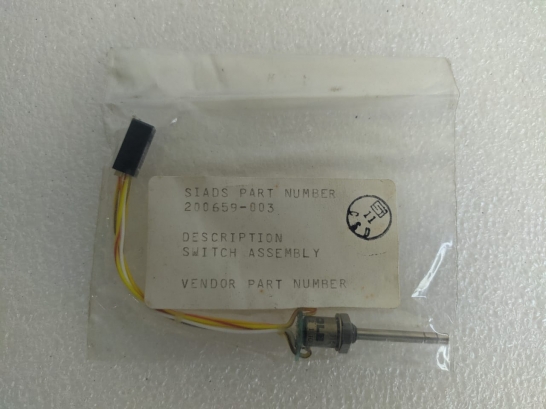 SIADS PART NUMBER
200659-003
DESCRIPTION
SWITCH ASSEMBLY
VENDOR PART NUMBER